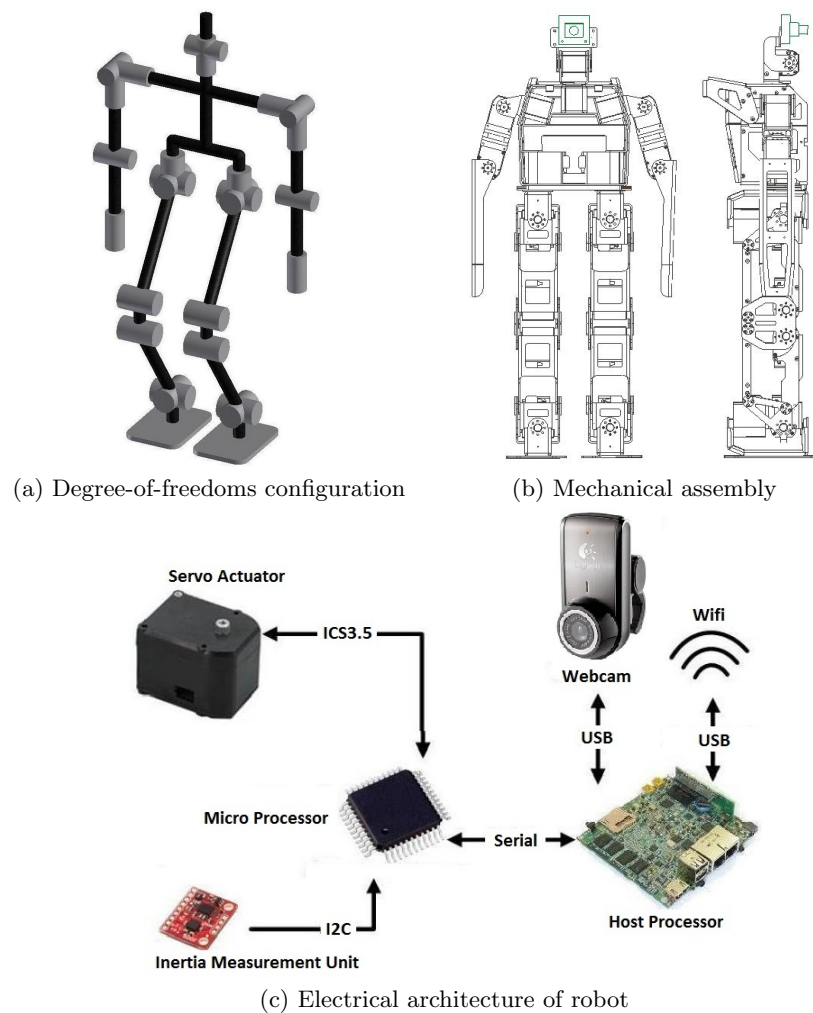 (a) Degree-of-freedoms configuration
(b) Mechanical assembly
Servo Actuator
ICS3.5
Webcam
Wifi
USB
USB
Micro Processor
Serial
Host Processor
I2C
Inertia Measurement Unit
(c) Electrical architecture of robot